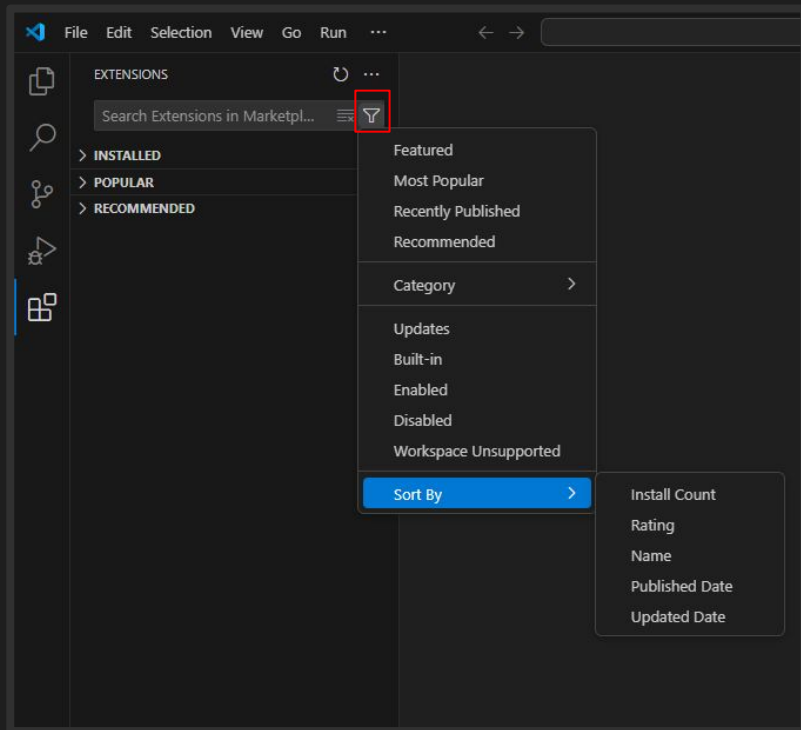 File Edit Selection View Go Run ...
EXTENSIONS
Search Extensions in Marketpl...
INSTALLED
POPULAR
RECOMMENDED
Featured
Most Popular
Recently Published
Recommended
Category
Updates
Built-in
Enabled
Disabled
Workspace Unsupported
Sort By
Install Count
Rating
Name
Published Date
Updated Date